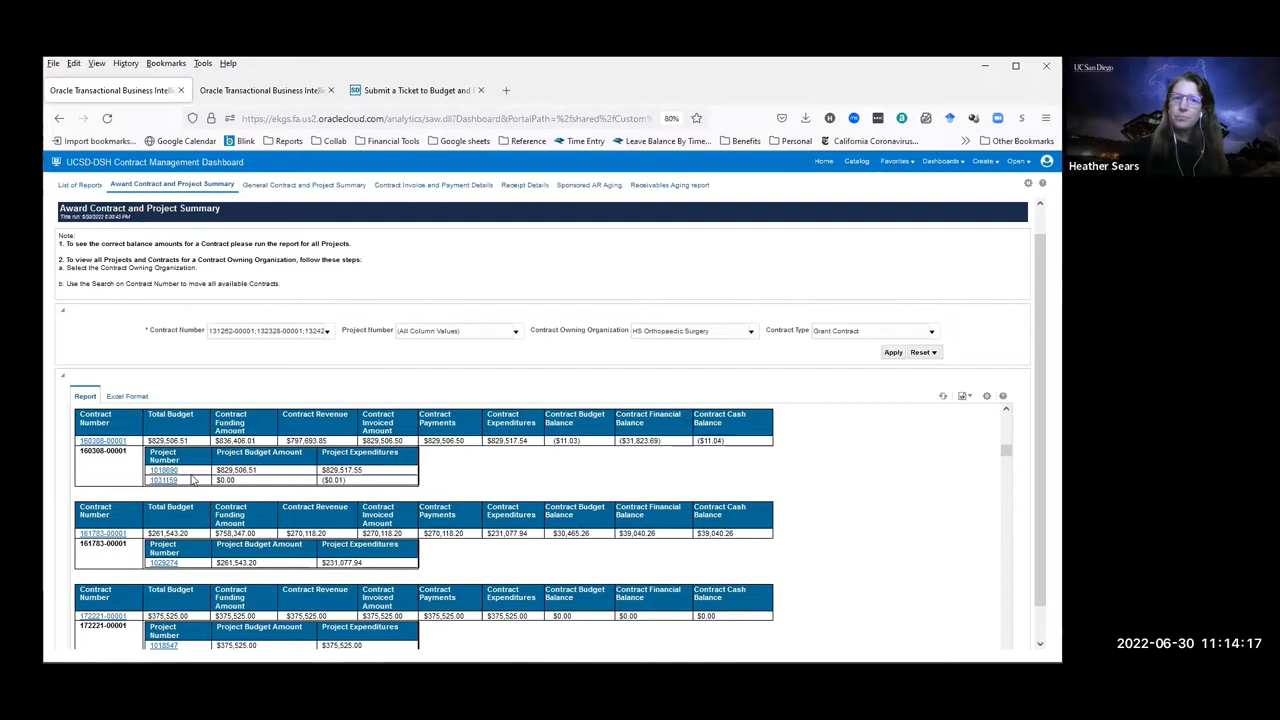 File Edit View History Bookmarks Tools Help
Oracle Transactional Business Intelli × Oracle Transactional Business Intelli × SD Submit a Ticket to Budget and F × +
https://ekgs.fa.us2.oraclecloud.com/analytics/saw.dll?Dashboard&PortalPath=%2Fshared%2FCustom 80%
Import bookmarks... Google Calendar Blink Reports Collab Financial Tools Google sheets Reference Time Entry Leave Balance By Time... Benefits Product California Coronavirus... Other Bookmarks
UCSD-DSH Contract Management Dashboard Home Catalog Favorites Dashboards Create Open
List of Reports Award Contract and Project Summary General Contract and Project Summary Contract Invoice and Payment Details Receipt Details Sponsored AR Aging Receivables Aging report
Award Contract and Project Summary
Note:
1. To see the correct balance amounts for a Contract please run the report for all Projects.
2. To view all Projects and Contracts for a Contract Owning Organization, follow these steps:
a. Select the Contract Owning Organization.
b. Use the Search on Contract Number to move all available Contracts.
* Contract Number 131262-00001;132328-00001;13242 Project Number (All Column Values) Contract Owning Organization HS Orthopaedic Surgery Contract Type Grant Contract
Apply Reset
Report Excel Format
Contract Number Total Budget Contract Funding Amount Contract Revenue Contract Invoiced Amount Contract Payments Contract Expenditures Contract Budget Balance Contract Financial Balance Contract Cash Balance
160308-00001 $829,506.51 $836,406.01 $797,693.85 $829,506.50 $829,506.50 $829,517.54 ($11.03) ($31,823.69) ($11.04)
160308-00001 Project Number Project Budget Amount Project Expenditures
1018690 $829,506.51 $829,517.55
1031159 $0.00 ($0.01)
Contract Number Total Budget Contract Funding Amount Contract Revenue Contract Invoiced Amount Contract Payments Contract Expenditures Contract Budget Balance Contract Financial Balance Contract Cash Balance
161783-00001 $261,543.20 $758,347.00 $270,118.20 $270,118.20 $270,118.20 $231,077.94 $30,465.26 $39,040.26 $39,040.26
161783-00001 Project Number Project Budget Amount Project Expenditures
1029274 $261,543.20 $231,077.94
Contract Number Total Budget Contract Funding Amount Contract Revenue Contract Invoiced Amount Contract Payments Contract Expenditures Contract Budget Balance Contract Financial Balance Contract Cash Balance
172221-00001 $375,525.00 $375,525.00 $375,525.00 $375,525.00 $375,525.00 $375,525.00 $0.00 $0.00 $0.00
172221-00001 Project Number Project Budget Amount Project Expenditures
1018547 $375,525.00 $375,525.00
UC San Diego
Heather Sears
2022-06-30 11:14:17